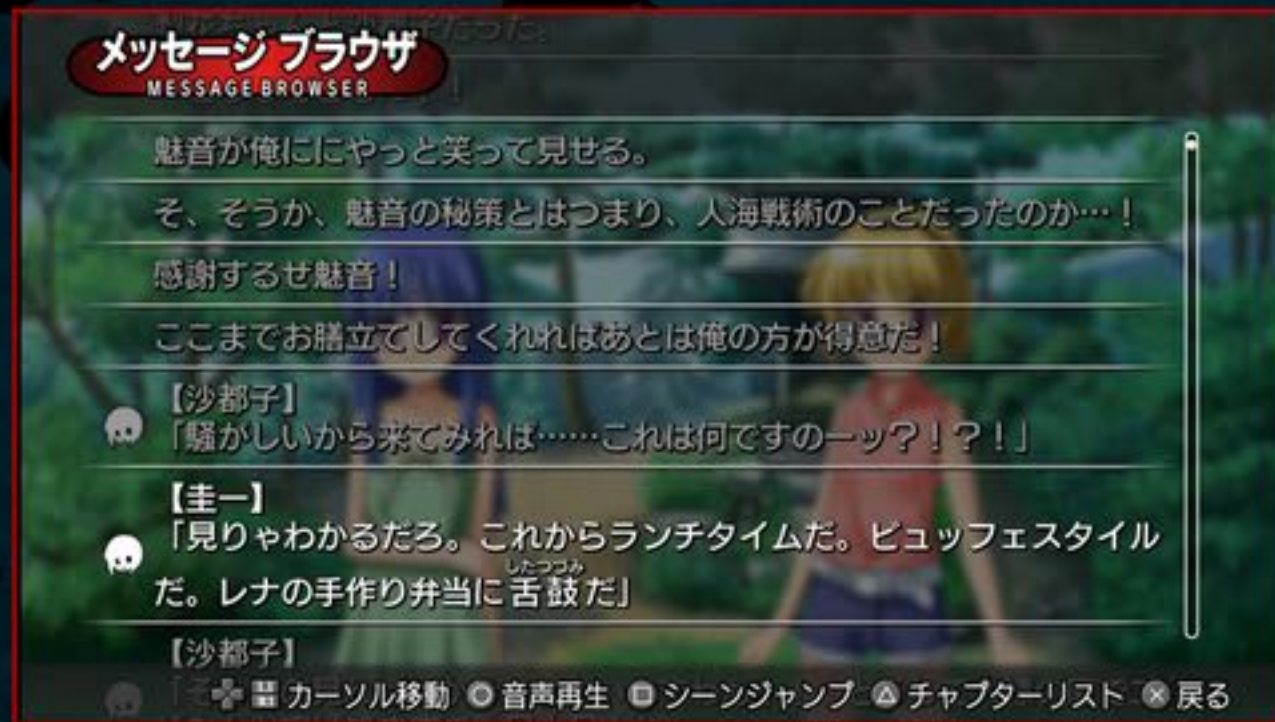 だった。
メッセージ ブラウザ
MESSAGE BROWSER
魅音が俺ににやっと笑って見せる。
そ、そうか、魅音の秘策とはつまり、人海戦術のことだったのか…！
感謝するぜ魅音！
ここまでお膳立てしてくれればあとは俺の方が得意だ！
【沙都子】
「騒がしいから来てみれば……これは何ですのーッ？！？！」
【圭一】
「見りゃわかるだろ。これからランチタイムだ。ビュッフェスタイル
したつづみ
だ。レナの手作り弁当に舌鼓だ」
【沙都子】
「そ
カーソル移動 ○ 音声再生 □ シーンジャンプ △ チャプターリスト × 戻る